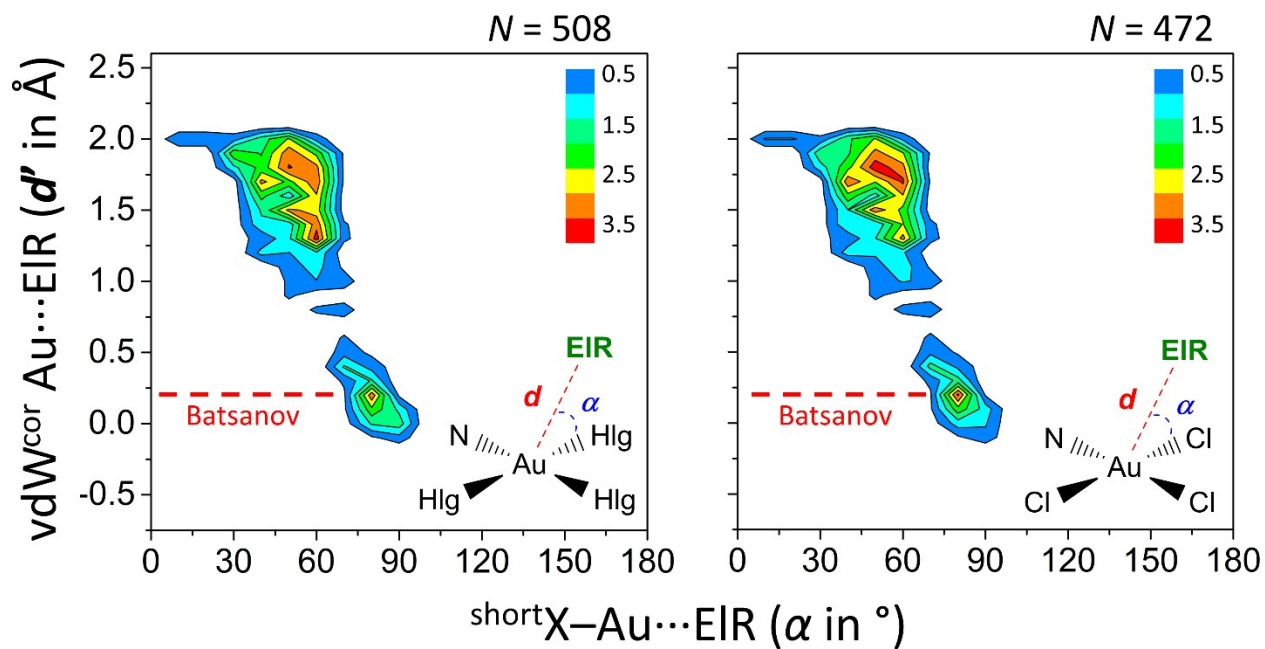 N = 508
N = 472
vdWᶜᵒʳ Au···ElR (d' in Å)
2.5
2.0
1.5
1.0
0.5
0.0
-0.5
0.5
1.5
2.5
3.5
Batsanov
ElR
d
α
N
Hlg
Au
Hlg
Hlg
0 30 60 90 120 150 180
0.5
1.5
2.5
3.5
Batsanov
ElR
d
α
N
Cl
Au
Cl
Cl
0 30 60 90 120 150 180
ˢʰᵒʳᵗX–Au···ElR (α in °)